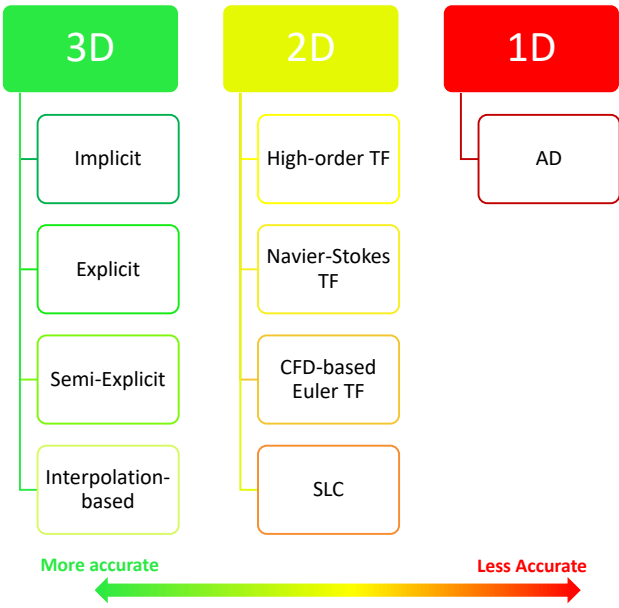 3D
Implicit
Explicit
Semi-Explicit
Interpolation-
based
2D
High-order TF
Navier-Stokes
TF
CFD-based
Euler TF
SLC
1D
AD
More accurate
Less Accurate